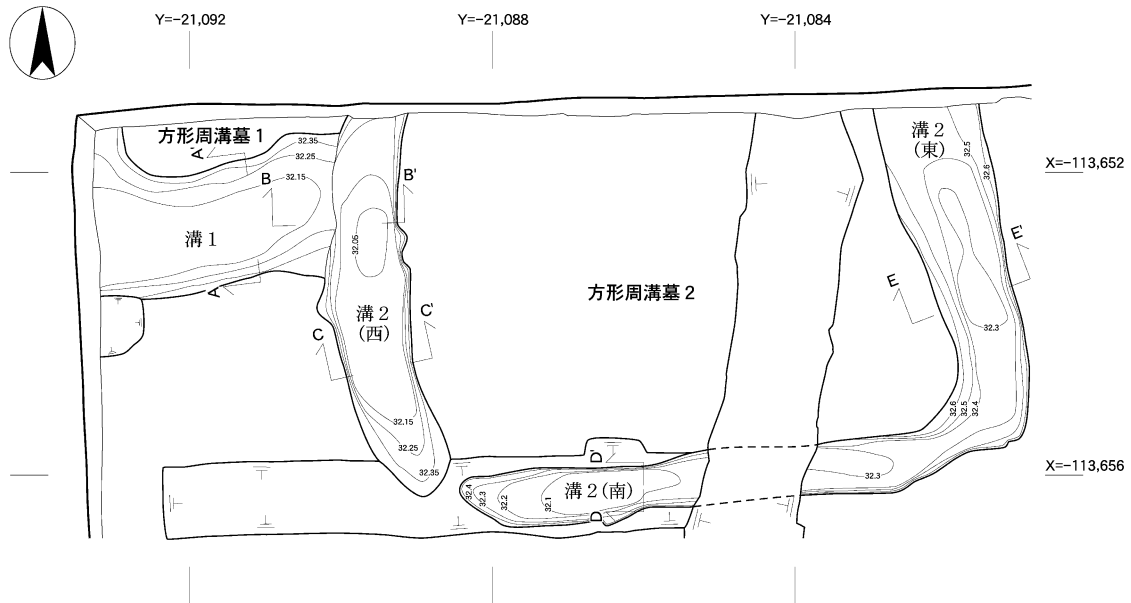 Y=-21,092
Y=-21,088
Y=-21,084
方形周溝墓1
A'
32.35
32.25
32.15
B
B'
溝1
A
32.05
溝2
(西)
C
C'
32.15
32.25
32.35
方形周溝墓2
溝2
(東)
32.5
32.6
X=-113,652
E
E'
32.3
32.6
32.5
32.4
D'
32.4
32.3
32.2
32.1
溝2(南)
D
32.3
X=-113,656